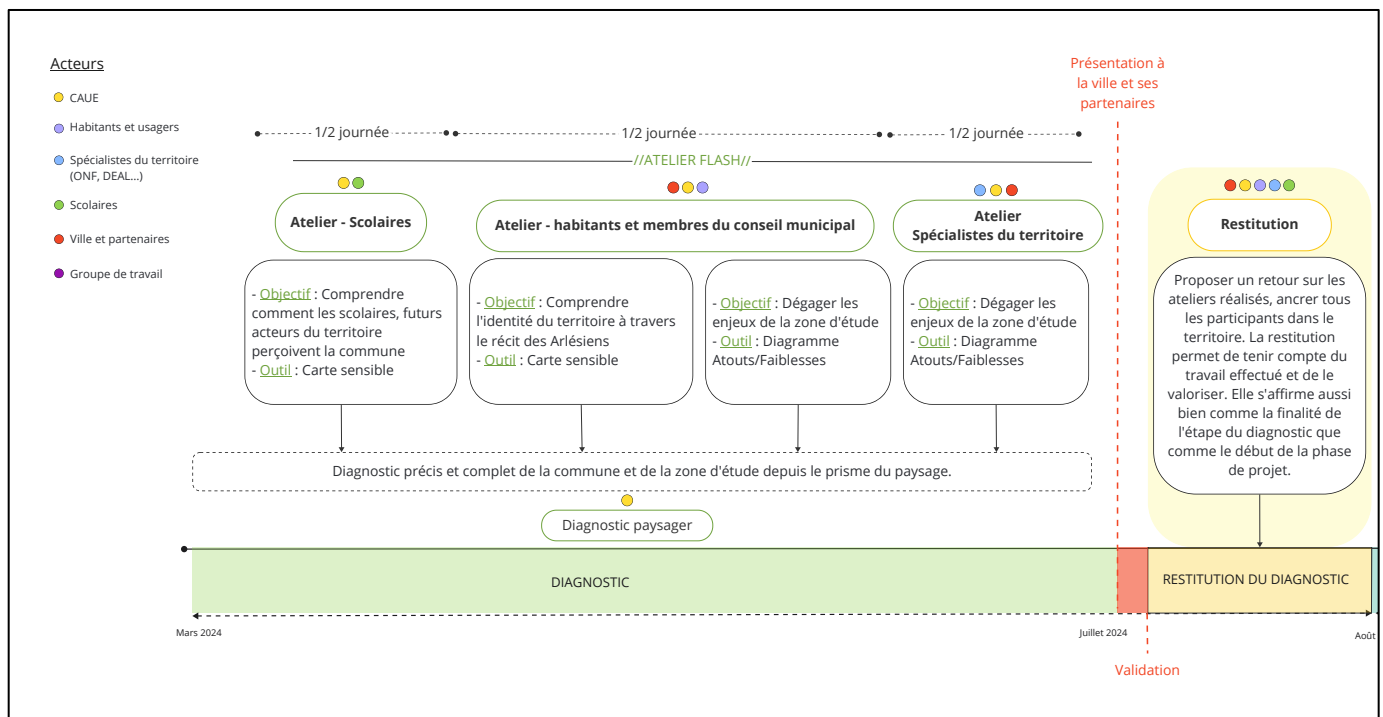 Acteurs
CAUE
Habitants et usagers
Spécialistes du territoire
(ONF, DEAL...)
Scolaires
Ville et partenaires
Groupe de travail
Présentation à
la ville et ses
partenaires
1/2 journée
1/2 journée
1/2 journée
//ATELIER FLASH//
Atelier - Scolaires
Atelier - habitants et membres du conseil municipal
Atelier
Spécialistes du territoire
Restitution
- Objectif : Comprendre
comment les scolaires, futurs
acteurs du territoire
perçoivent la commune
- Outil : Carte sensible
- Objectif : Comprendre
l'identité du territoire à travers
le récit des Arlésiens
- Outil : Carte sensible
- Objectif : Dégager les
enjeux de la zone d'étude
- Outil : Diagramme
Atouts/Faiblesses
- Objectif : Dégager les
enjeux de la zone d'étude
- Outil : Diagramme
Atouts/Faiblesses
Proposer un retour sur les
ateliers réalisés, ancrer tous
les participants dans le
territoire. La restitution
permet de tenir compte du
travail effectué et de le
valoriser. Elle s'affirme aussi
bien comme la finalité de
l'étape du diagnostic que
comme le début de la phase
de projet.
Diagnostic précis et complet de la commune et de la zone d'étude depuis le prisme du paysage.
Diagnostic paysager
DIAGNOSTIC
RESTITUTION DU DIAGNOSTIC
Mars 2024
Juillet 2024
Août
Validation